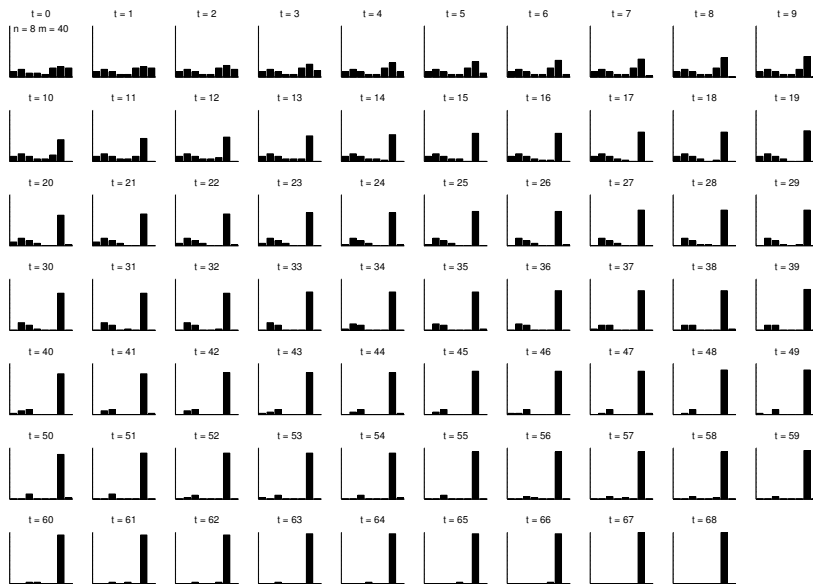 t = 0 t = 1 t = 2 t = 3 t = 4 t = 5 t = 6 t = 7 t = 8 t = 9
n = 8 m = 40
t = 10 t = 11 t = 12 t = 13 t = 14 t = 15 t = 16 t = 17 t = 18 t = 19
t = 20 t = 21 t = 22 t = 23 t = 24 t = 25 t = 26 t = 27 t = 28 t = 29
t = 30 t = 31 t = 32 t = 33 t = 34 t = 35 t = 36 t = 37 t = 38 t = 39
t = 40 t = 41 t = 42 t = 43 t = 44 t = 45 t = 46 t = 47 t = 48 t = 49
t = 50 t = 51 t = 52 t = 53 t = 54 t = 55 t = 56 t = 57 t = 58 t = 59
t = 60 t = 61 t = 62 t = 63 t = 64 t = 65 t = 66 t = 67 t = 68